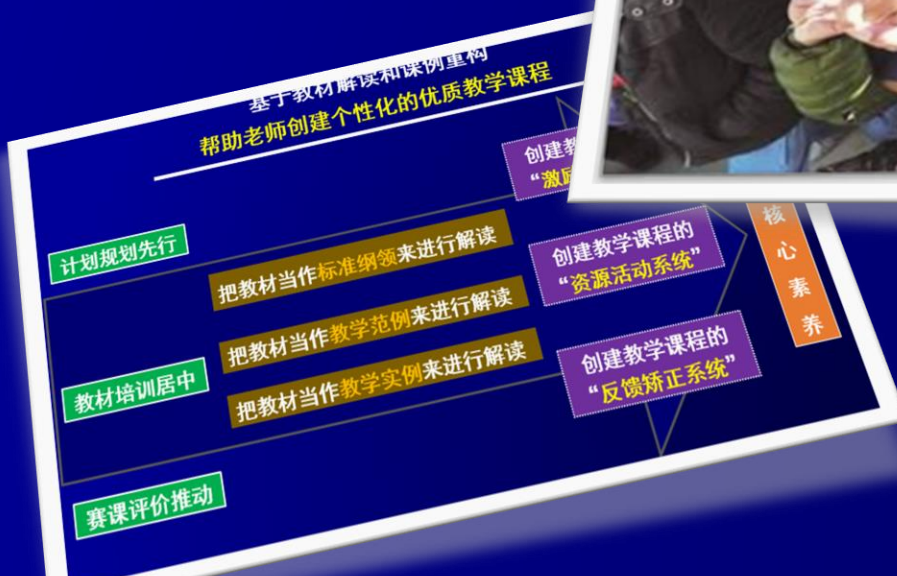 基于教材解读和课例重构
帮助老师创建个性化的优质教学课程
计划规划先行
教材培训居中
赛课评价推动
把教材当作标准纲领来进行解读
把教材当作教学范例来进行解读
把教材当作教学实例来进行解读
创建
“激
创建教学课程的
“资源活动系统”
创建教学课程的
“反馈矫正系统”
核
心
素
养